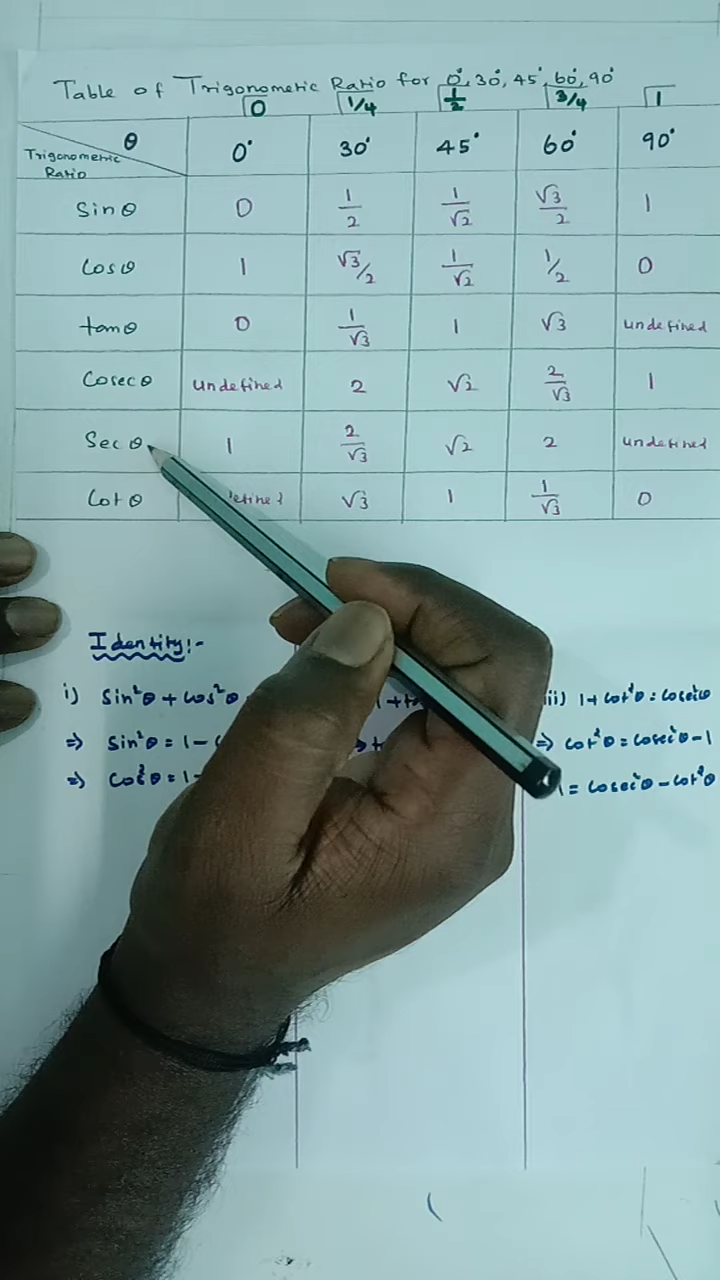 Table of Trigonometric Ratio for 0°, 30°, 45°, 60°, 90°
√0 √1/4 √1/2 √3/4 √1
θ
Trigonometric Ratio 0° 30° 45° 60° 90°
Sinθ 0 1/2 1/√2 √3/2 1
Cosθ 1 √3/2 1/√2 1/2 0
tanθ 0 1/√3 1 √3 undefined
Cosecθ undefined 2 √2 2/√3 1
Secθ 1 2/√3 √2 2 undefined
Cotθ √3 1 1/√3 0
Identity:-
i) Sin²θ + Cos²θ 1+ iii) 1+ Cot²θ = Cosec²θ
⇒ Sin²θ = 1- ⇒ Cot²θ = Cosec²θ - 1
⇒ Cos²θ = 1- 1 = Cosec²θ - Cot²θ